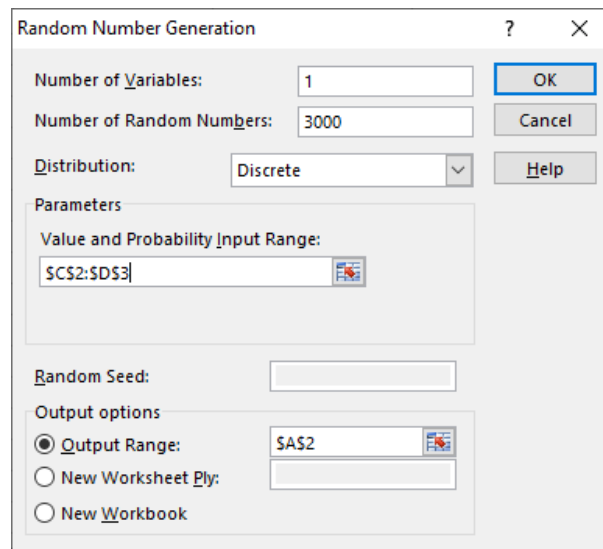 Random Number Generation ? X
Number of Variables: 1 OK
Number of Random Numbers: 3000 Cancel
Distribution: Discrete Help
Parameters
Value and Probability Input Range:
$C$2:$D$3
Random Seed:
Output options
Output Range: $A$2
New Worksheet Ply:
New Workbook